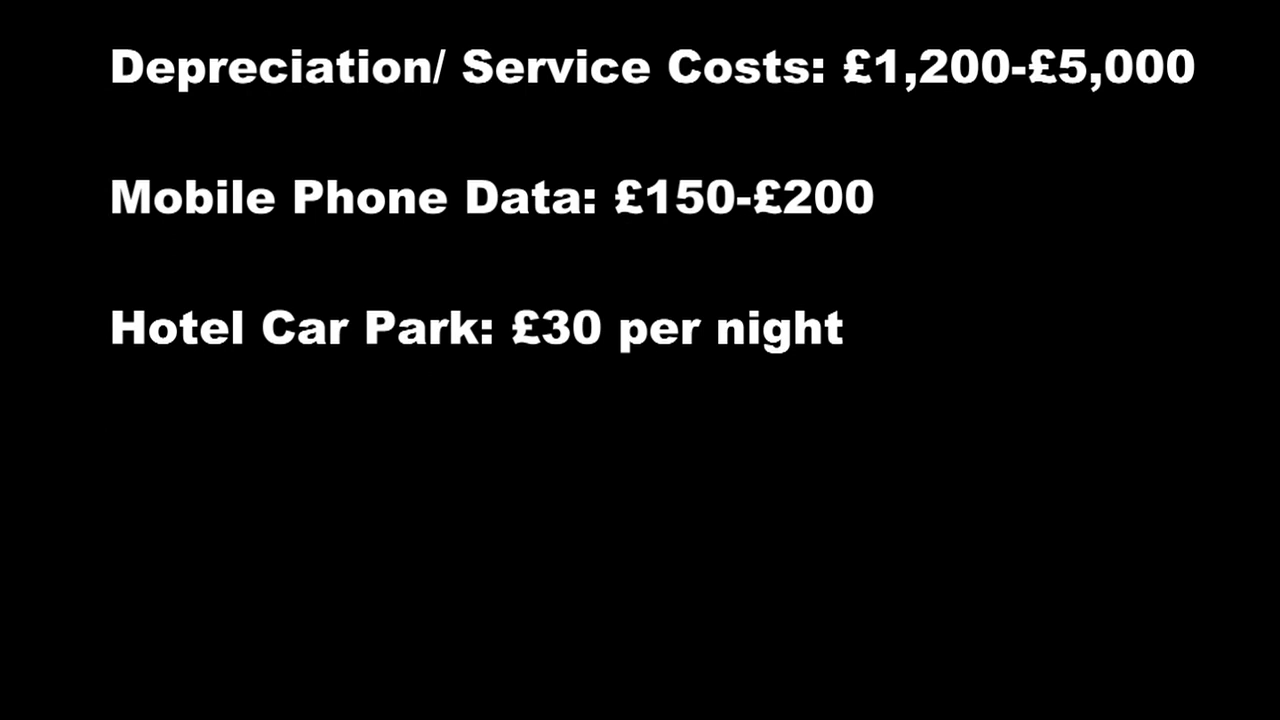 Depreciation/ Service Costs: £1,200-£5,000
Mobile Phone Data: £150-£200
Hotel Car Park: £30 per night